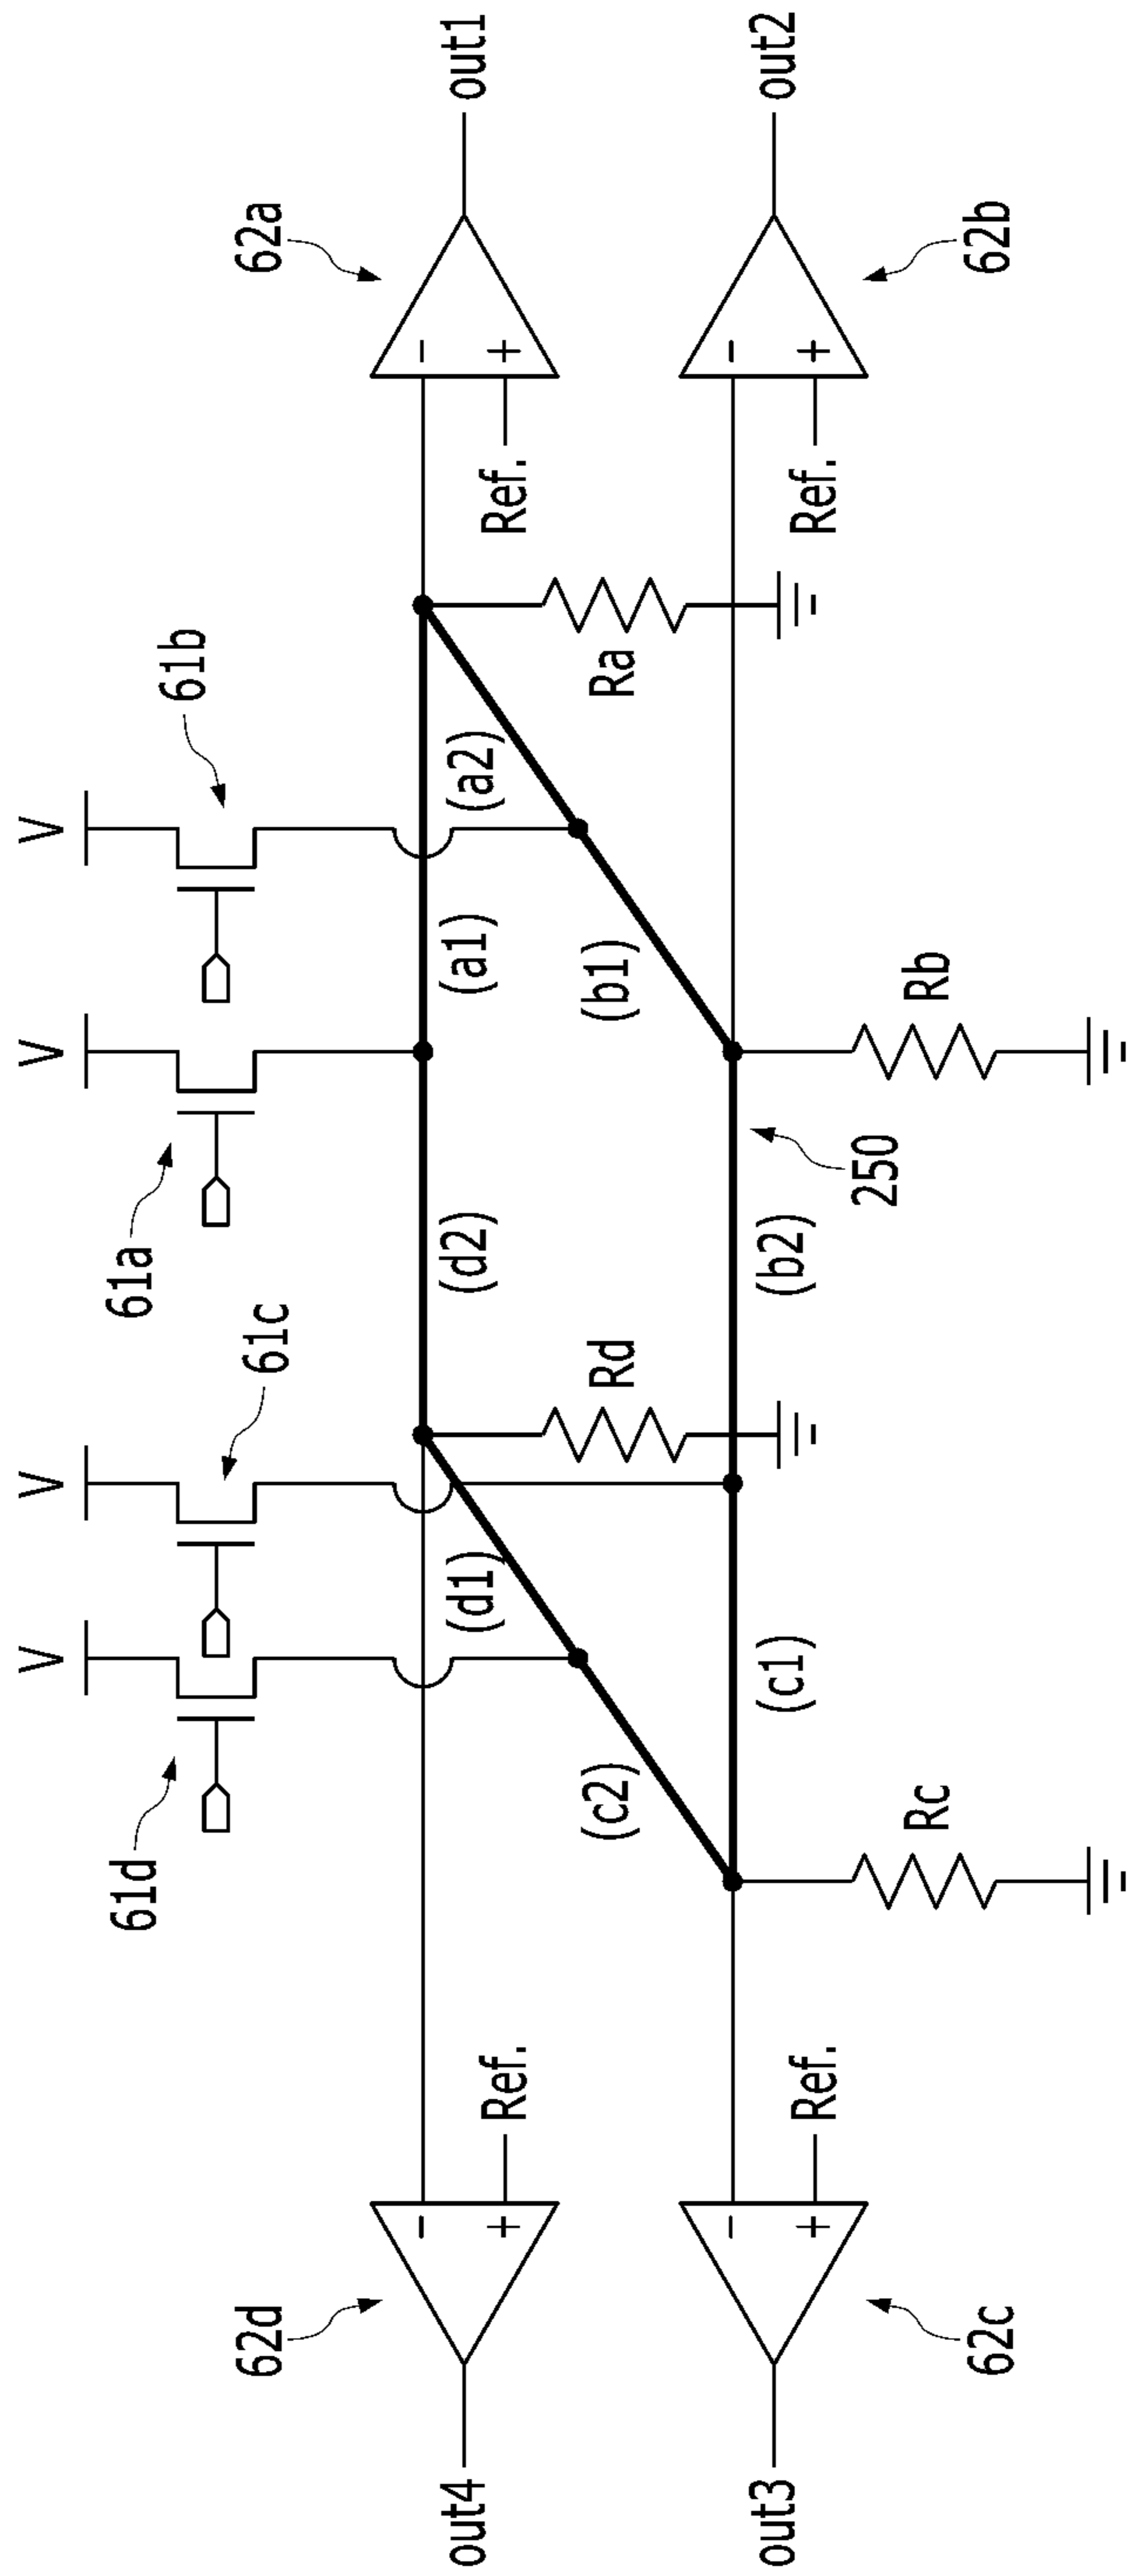 out1
out2
62a
62b
-
+
-
+
Ref.
Ref.
61b
Ra
V
(a2)
(a1)
(b1)
Rb
V
250
61a
(d2)
(b2)
61c
Rd
V
(d1)
V
(c1)
(c2)
Rc
61d
Ref.
Ref.
-
+
-
+
62d
62c
out4
out3